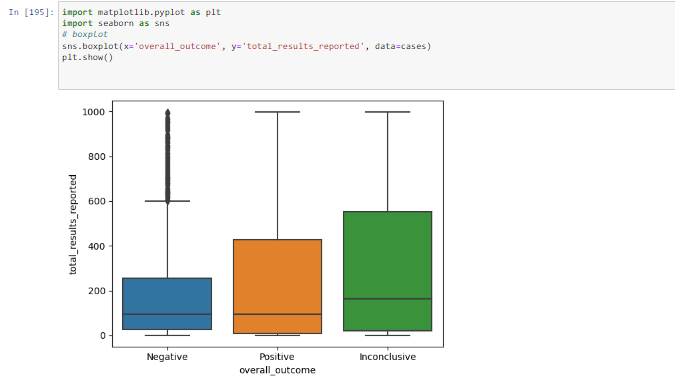 In [195]:
import matplotlib.pyplot as plt
import seaborn as sns
# boxplot
sns.boxplot(x='overall_outcome', y='total_results_reported', data=cases)
plt.show()
1000
800
600
400
200
0
total_results_reported
Negative
Positive
Inconclusive
overall_outcome